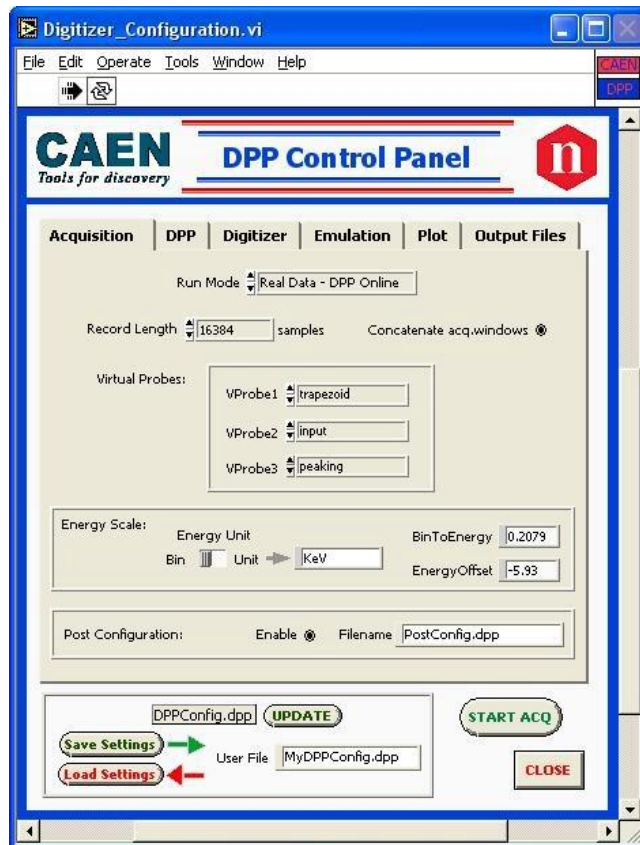 Digitizer_Configuration.vi
File Edit Operate Tools Window Help
CAEN
DPP
CAEN
Tools for discovery
DPP Control Panel
n
Acquisition DPP Digitizer Emulation Plot Output Files
Run Mode Real Data - DPP Online
Record Length 16384 samples Concatenate acq.windows
Virtual Probes:
VProbe1 trapezoid
VProbe2 input
VProbe3 peaking
Energy Scale:
Energy Unit
Bin Unit KeV
BinToEnergy 0.2079
EnergyOffset -5.93
Post Configuration: Enable Filename PostConfig.dpp
DPPConfig.dpp UPDATE
START ACQ
Save Settings
User File MyDPPConfig.dpp
Load Settings
CLOSE